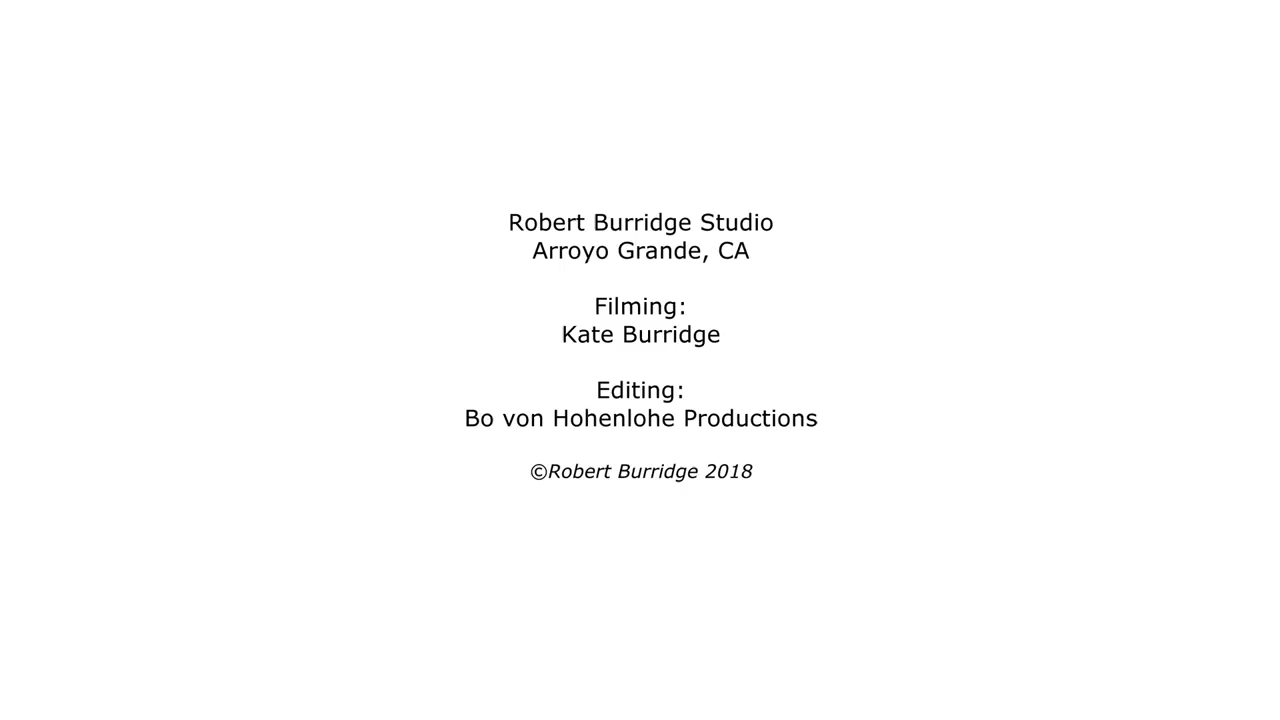 Robert Burridge Studio
Arroyo Grande, CA
Filming:
Kate Burridge
Editing:
Bo von Hohenlohe Productions
©Robert Burridge 2018